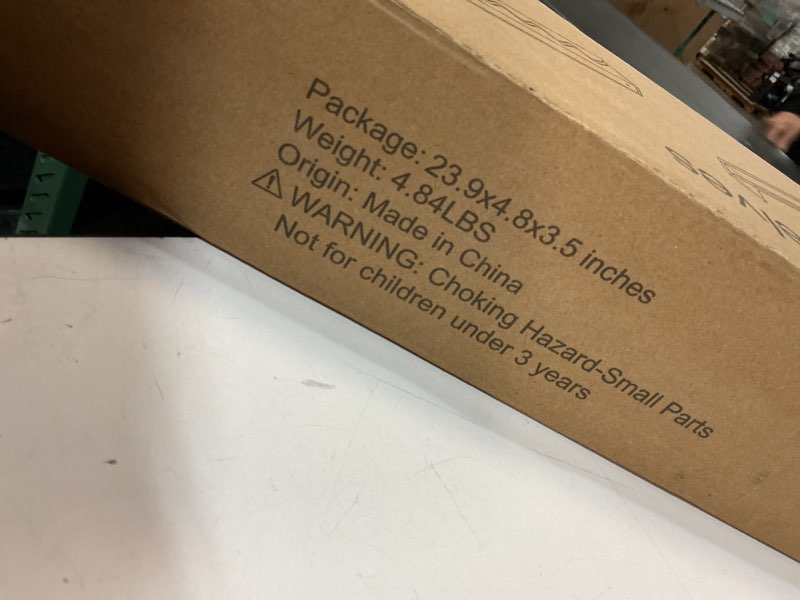 Package: 23.9x4.8x3.5 inches
Weight: 4.84LBS
Origin: Made in China
⚠WARNING: Choking Hazard-Small Parts
Not for children under 3 years